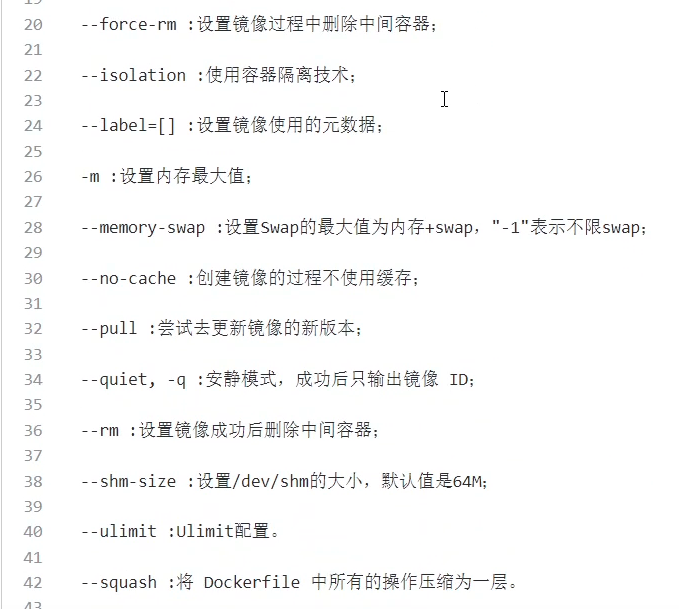 20 --force-rm :设置镜像过程中删除中间容器；
21
22 --isolation :使用容器隔离技术；
23
24 --label=[] :设置镜像使用的元数据；
25
26 -m :设置内存最大值；
27
28 --memory-swap :设置Swap的最大值为内存+swap，"-1"表示不限swap；
29
30 --no-cache :创建镜像的过程不使用缓存；
31
32 --pull :尝试去更新镜像的新版本；
33
34 --quiet, -q :安静模式，成功后只输出镜像 ID；
35
36 --rm :设置镜像成功后删除中间容器；
37
38 --shm-size :设置/dev/shm的大小，默认值是64M；
39
40 --ulimit :Ulimit配置。
41
42 --squash :将 Dockerfile 中所有的操作压缩为一层。